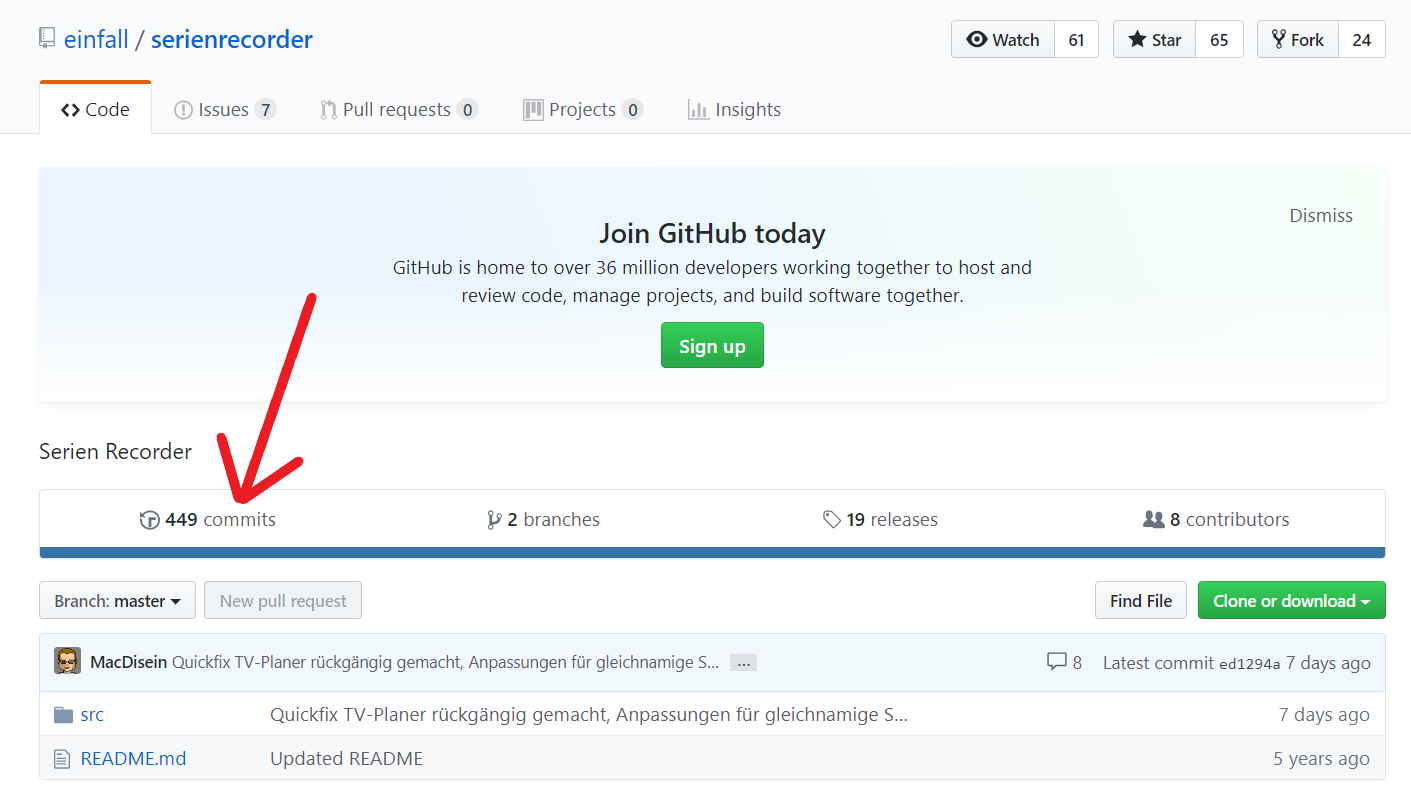 einfall / serienrecorder
Watch 61 Star 65 Fork 24
Code Issues 7 Pull requests 0 Projects 0 Insights
Dismiss
Join GitHub today
GitHub is home to over 36 million developers working together to host and
review code, manage projects, and build software together.
Sign up
Serien Recorder
449 commits 2 branches 19 releases 8 contributors
Branch: master New pull request Find File Clone or download
MacDisein Quickfix TV-Planer rückgängig gemacht, Anpassungen für gleichnamige S... ... 8 Latest commit ed1294a 7 days ago
src Quickfix TV-Planer rückgängig gemacht, Anpassungen für gleichnamige S... 7 days ago
README.md Updated README 5 years ago